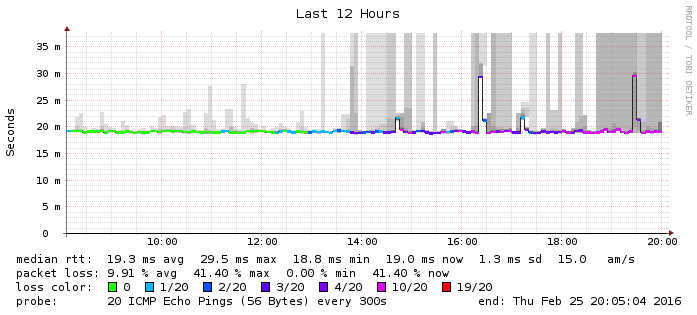 Last 12 Hours
RRDTOOL / TOBI OETIKER
Seconds
35 m
30 m
25 m
20 m
15 m
10 m
5 m
0
10:00 12:00 14:00 16:00 18:00 20:00
median rtt: 19.3 ms avg 29.5 ms max 18.8 ms min 19.0 ms now 1.3 ms sd 15.0 am/s
packet loss: 9.91 % avg 41.40 % max 0.00 % min 41.40 % now
loss color: 0 1/20 2/20 3/20 4/20 10/20 19/20
probe: 20 ICMP Echo Pings (56 Bytes) every 300s end: Thu Feb 25 20:05:04 2016